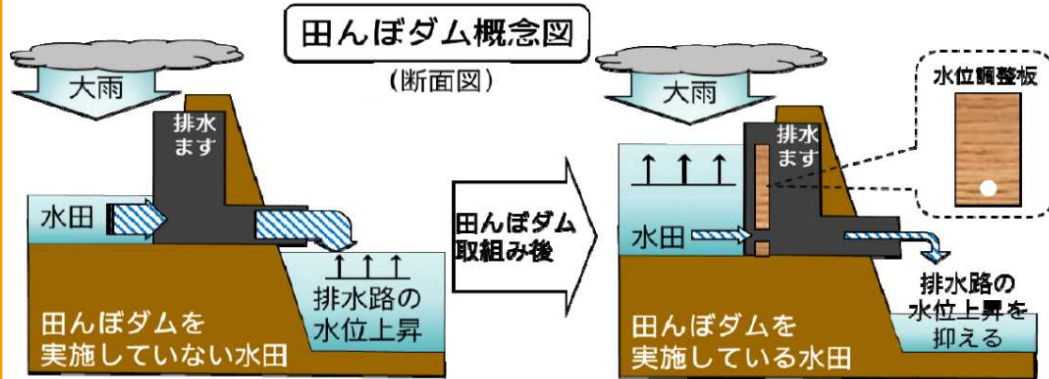 田んぼダム概念図
(断面図)
大雨
排水
ます
水田
排水路の
水位上昇
田んぼダムを
実施していない水田
田んぼダム
取組み後
大雨
排水
ます
水田
水位調整板
排水路の
水位上昇を
抑える
田んぼダムを
実施している水田